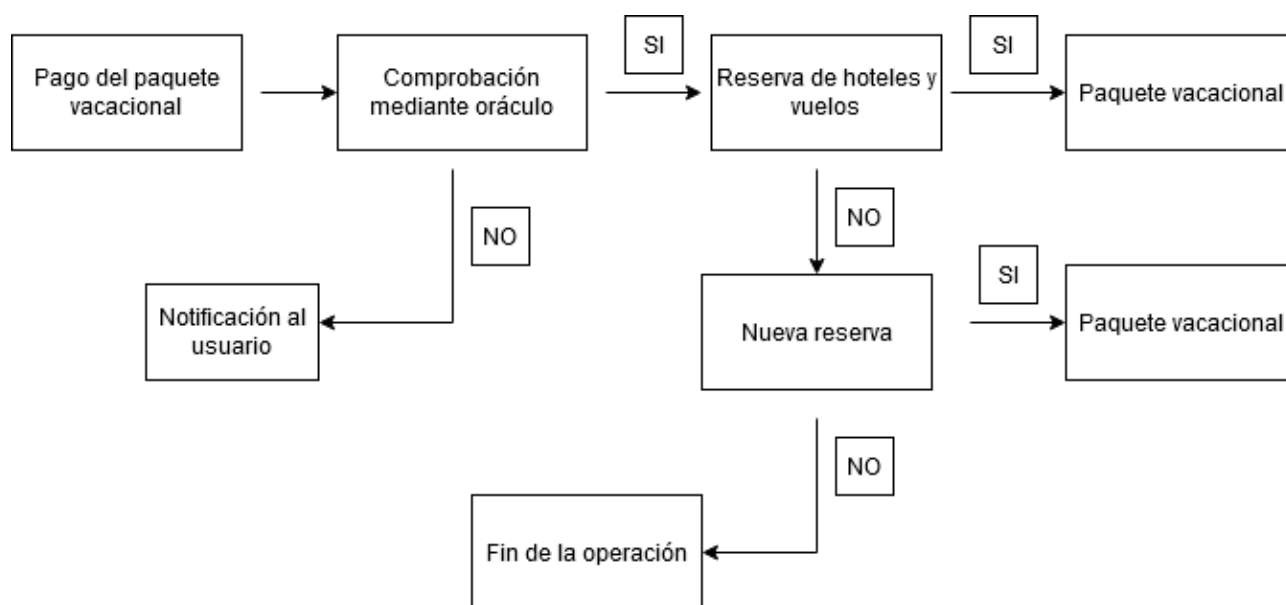 SI
SI
Pago del paquete
vacacional
Comprobación
mediante oráculo
Reserva de hoteles y
vuelos
Paquete vacacional
NO
NO
SI
Notificación al
usuario
Nueva reserva
Paquete vacacional
NO
Fin de la operación